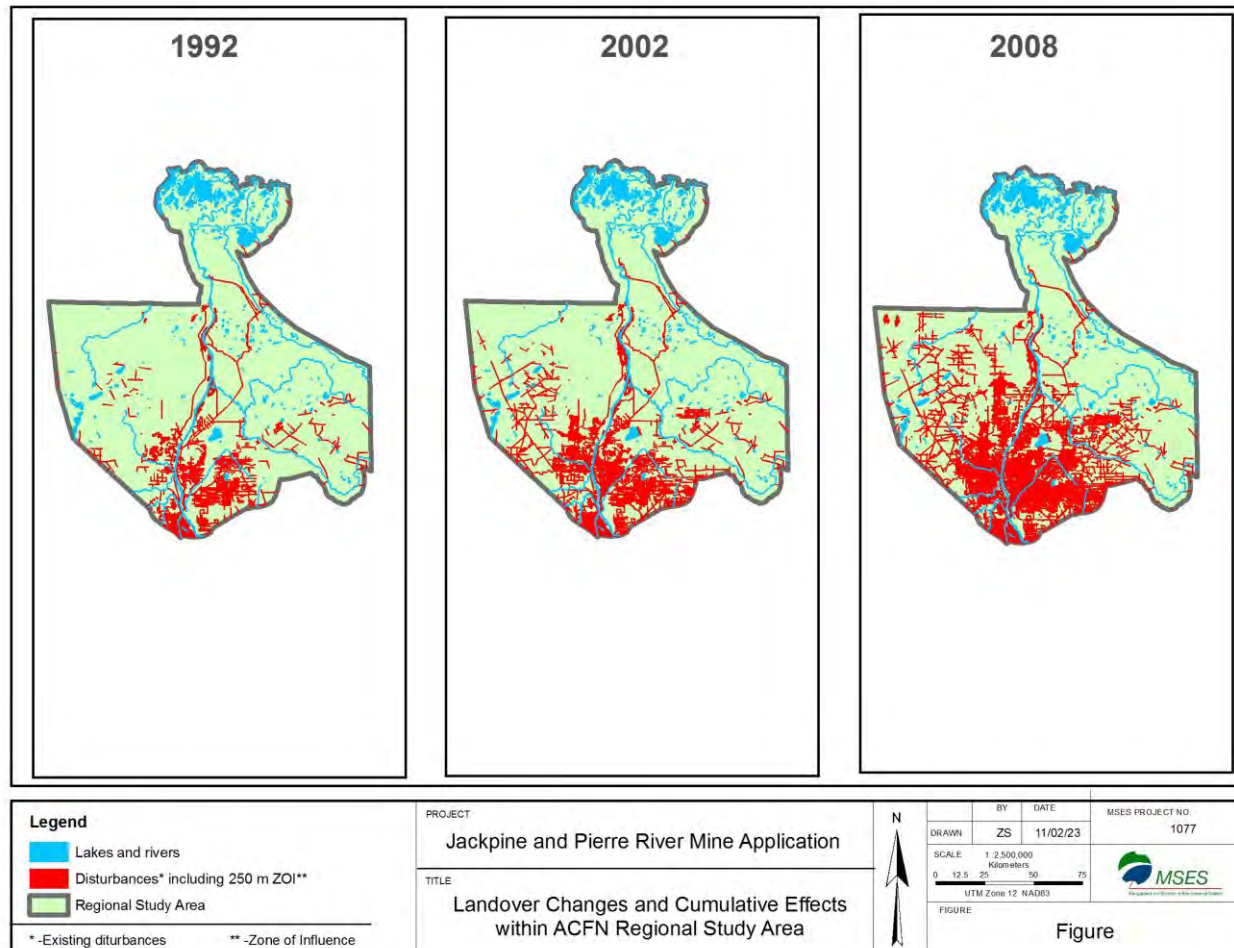 1992
2002
2008
Legend
Lakes and rivers
Disturbances* including 250 m ZOI**
Regional Study Area
* -Existing diturbances ** -Zone of Influence
PROJECT
Jackpine and Pierre River Mine Application
TITLE
Landover Changes and Cumulative Effects
within ACFN Regional Study Area
N
BY DATE
DRAWN ZS 11/02/23
SCALE 1:2,500,000
Kilometers
0 12.5 25 50 75
UTM Zone 12 NAD83
MSES PROJECT NO.
1077
MSES
FIGURE
Figure